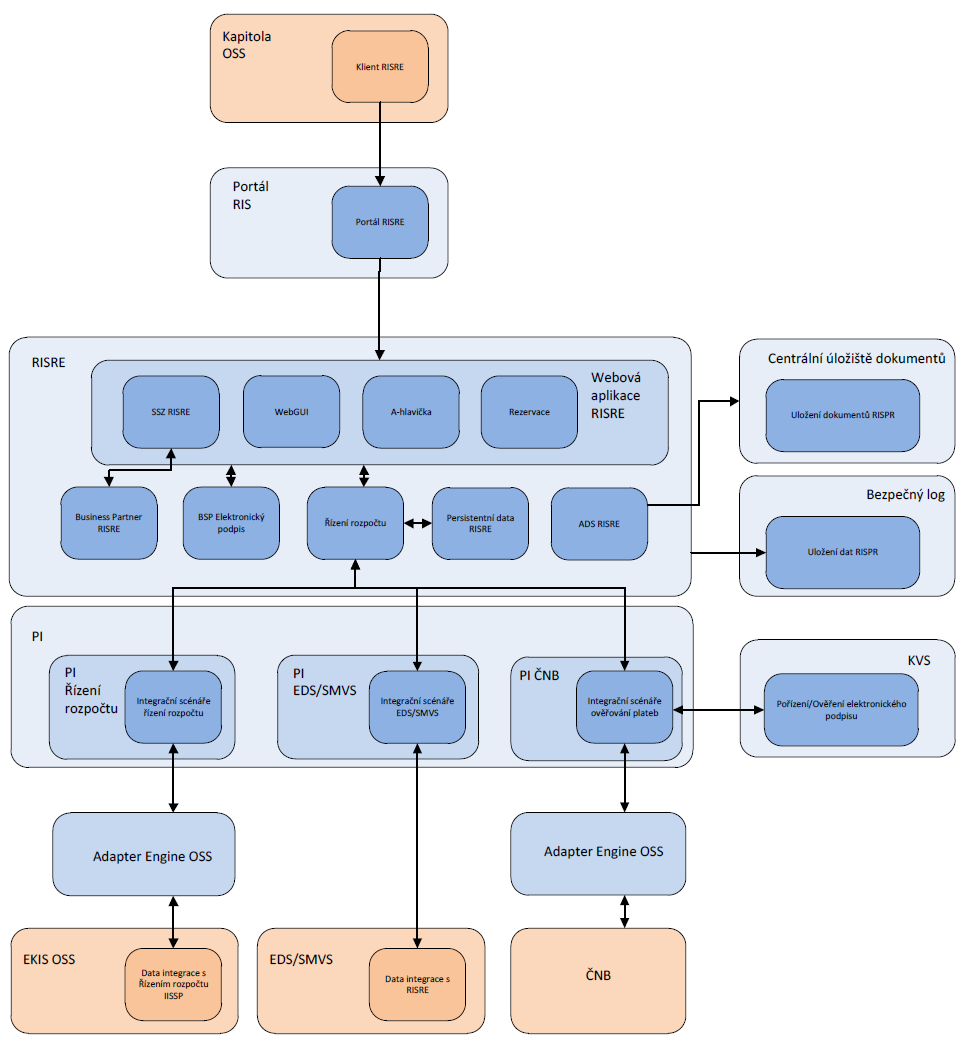 Kapitola
OSS
Klient RISRE
Portál
RIS
Portál RISRE
RISRE
Webová
aplikace
RISRE
SSZ RISRE
WebGUI
A-hlavička
Rezervace
Business Partner
RISRE
BSP Elektronický
podpis
Řízení rozpočtu
Persistentní data
RISRE
ADS RISRE
Centrální úložiště dokumentů
Uložení dokumentů RISPR
Bezpečný log
Uložení dat RISPR
PI
PI
Řízení
rozpočtu
Integrační scénáře
řízení rozpočtu
PI
EDS/SMVS
Integrační scénáře
EDS/SMVS
PI ČNB
Integrační scénáře
ověřování plateb
KVS
Pořízení/Ověření elektronického
podpisu
Adapter Engine OSS
Adapter Engine OSS
EKIS OSS
Data integrace s
Řízením rozpočtu
IISSP
EDS/SMVS
Data integrace s
RISRE
ČNB